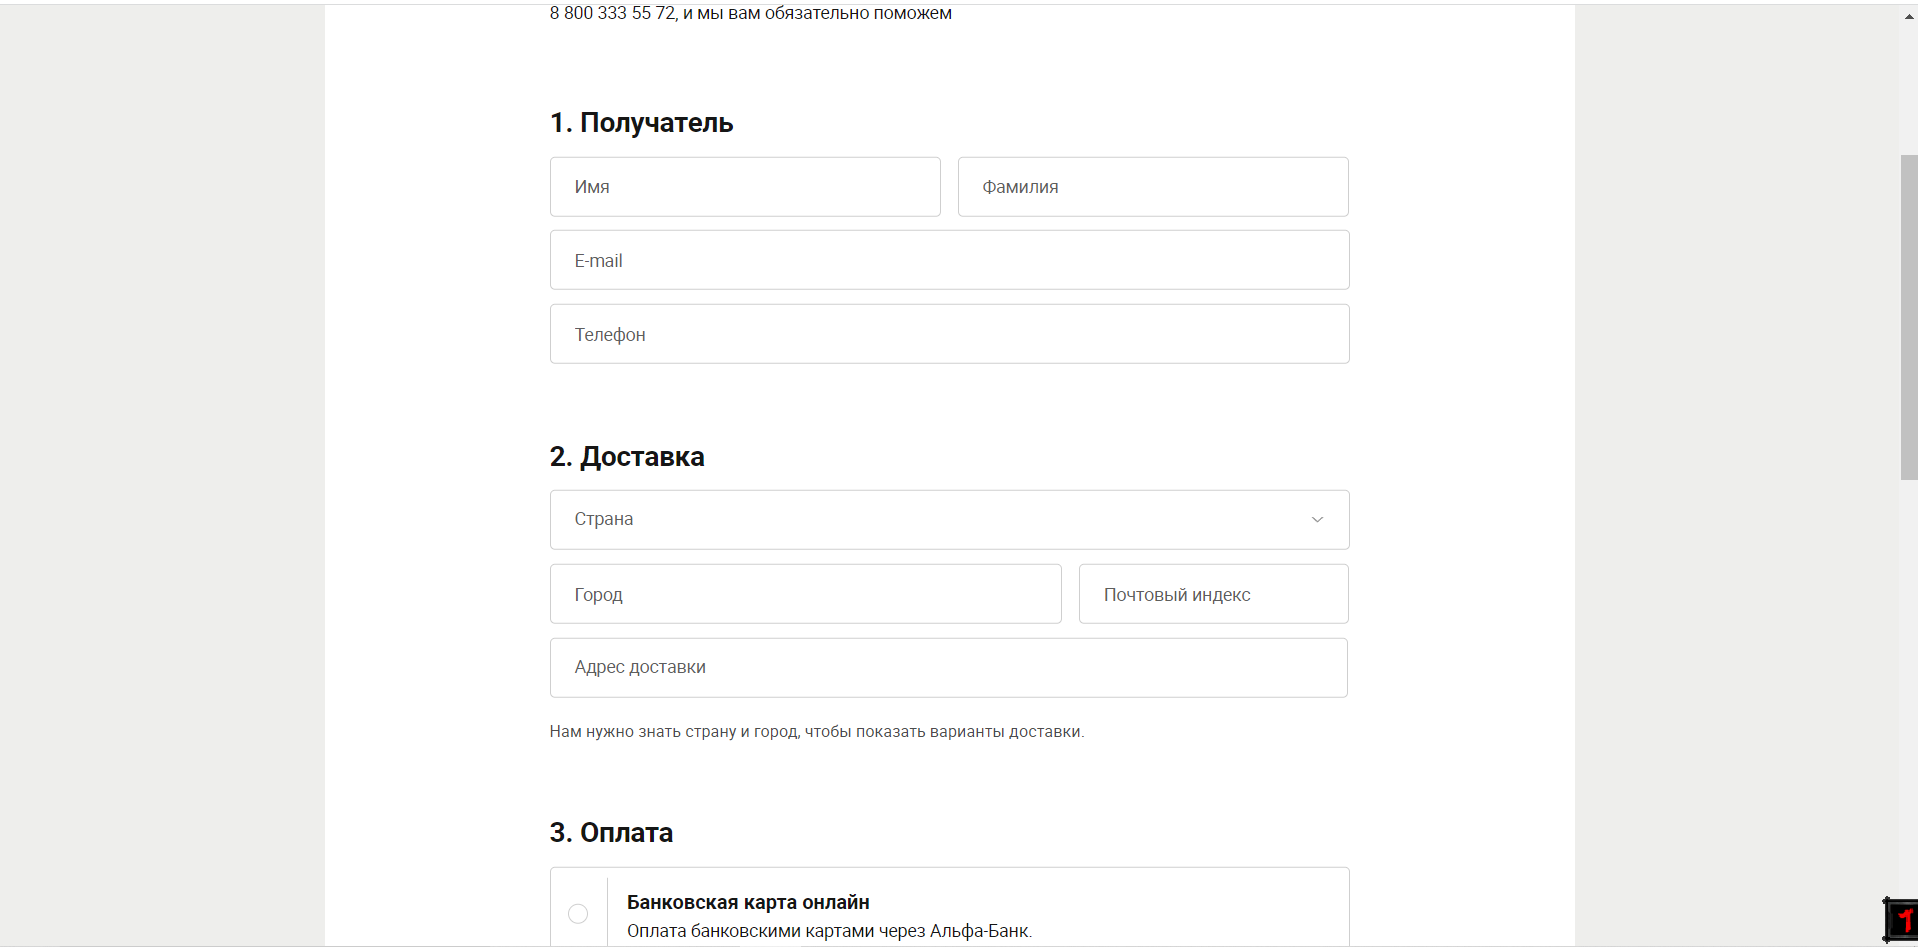 8 800 333 55 72, и мы вам обязательно поможем
1. Получатель
Имя
Фамилия
E-mail
Телефон
2. Доставка
Страна
Город
Почтовый индекс
Адрес доставки
Нам нужно знать страну и город, чтобы показать варианты доставки.
3. Оплата
Банковская карта онлайн
Оплата банковскими картами через Альфа-Банк.